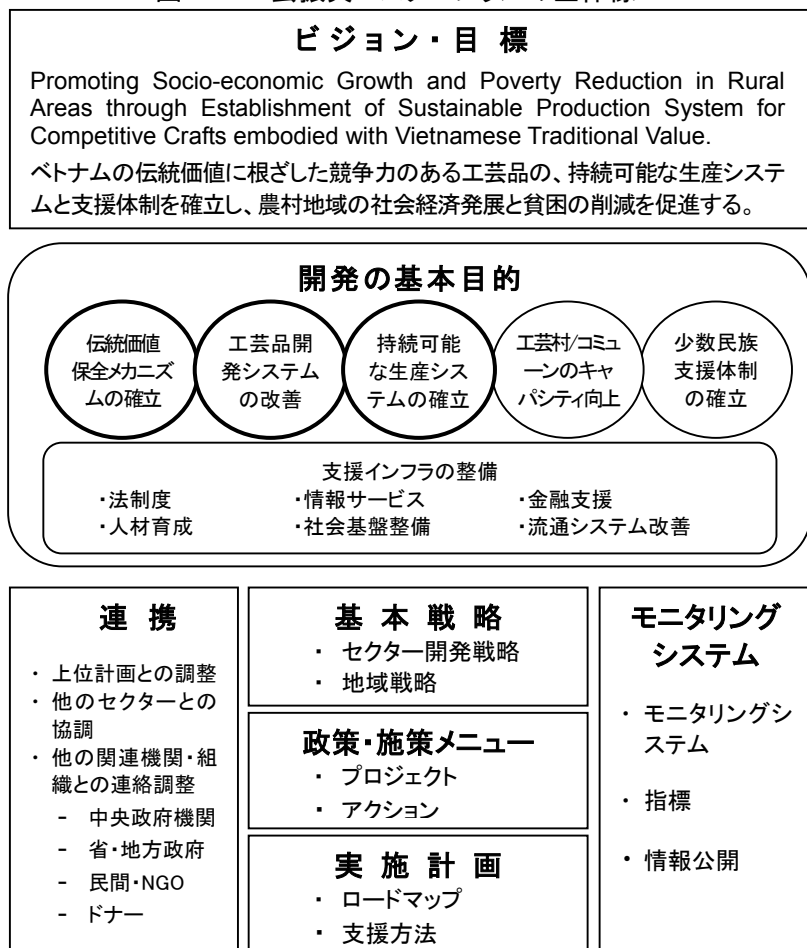 ビジョン・目 標
Promoting Socio-economic Growth and Poverty Reduction in Rural
Areas through Establishment of Sustainable Production System for
Competitive Crafts embodied with Vietnamese Traditional Value.
ベトナムの伝統価値に根ざした競争力のある工芸品の、持続可能な生産システ
ムと支援体制を確立し、農村地域の社会経済発展と貧困の削減を促進する。
開発の基本目的
伝統価値
保全メカニズ
ムの確立
工芸品開
発システム
の改善
持続可能
な生産シス
テムの確立
工芸村/コミュ
ーンのキャ
パシティ向上
少数民族
支援体制
の確立
支援インフラの整備
・法制度 ・情報サービス ・金融支援
・人材育成 ・社会基盤整備 ・流通システム改善
連 携
・ 上位計画との調整
・ 他のセクターとの
協調
・ 他の関連機関・組
織との連絡調整
- 中央政府機関
- 省・地方政府
- 民間・NGO
- ドナー
基 本 戦 略
・ セクター開発戦略
・ 地域戦略
政策・施策メニュー
・ プロジェクト
・ アクション
実 施 計 画
・ ロードマップ
・ 支援方法
モニタリング
システム
・ モニタリングシ
ステム
・ 指標
・ 情報公開